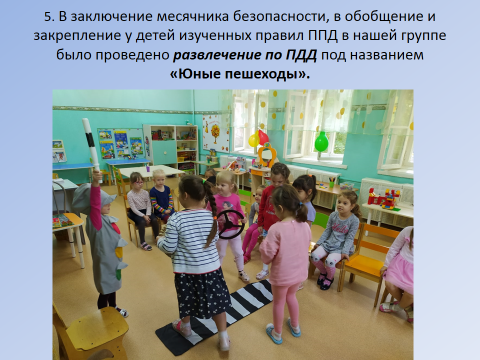 5. В заключение месячника безопасности, в обобщение и
закрепление у детей изученных правил ППД в нашей группе
было проведено развлечение по ПДД под названием
«Юные пешеходы».